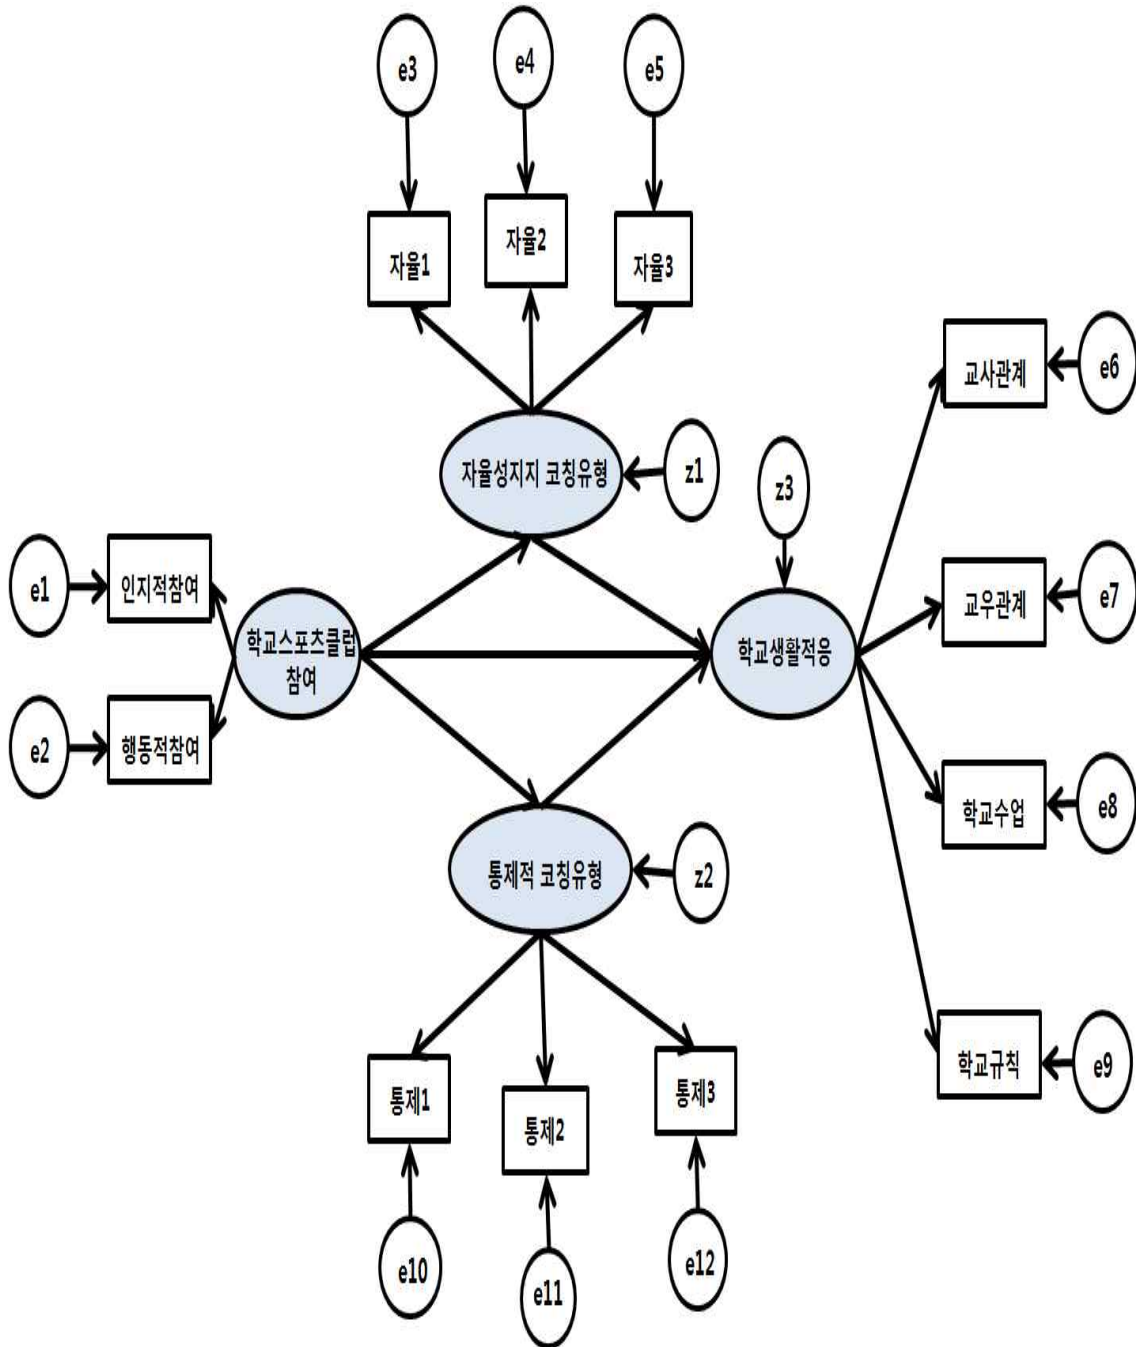 e3
e4
e5
자율1
자율2
자율3
교사관계
e6
자율성지지 코칭유형
z1
z3
e1
인지적참여
교우관계
e7
학교스포츠클럽
참여
학교생활적응
e2
행동적참여
학교수업
e8
통제적 코칭유형
z2
학교규칙
e9
통제1
통제2
통제3
e10
e11
e12